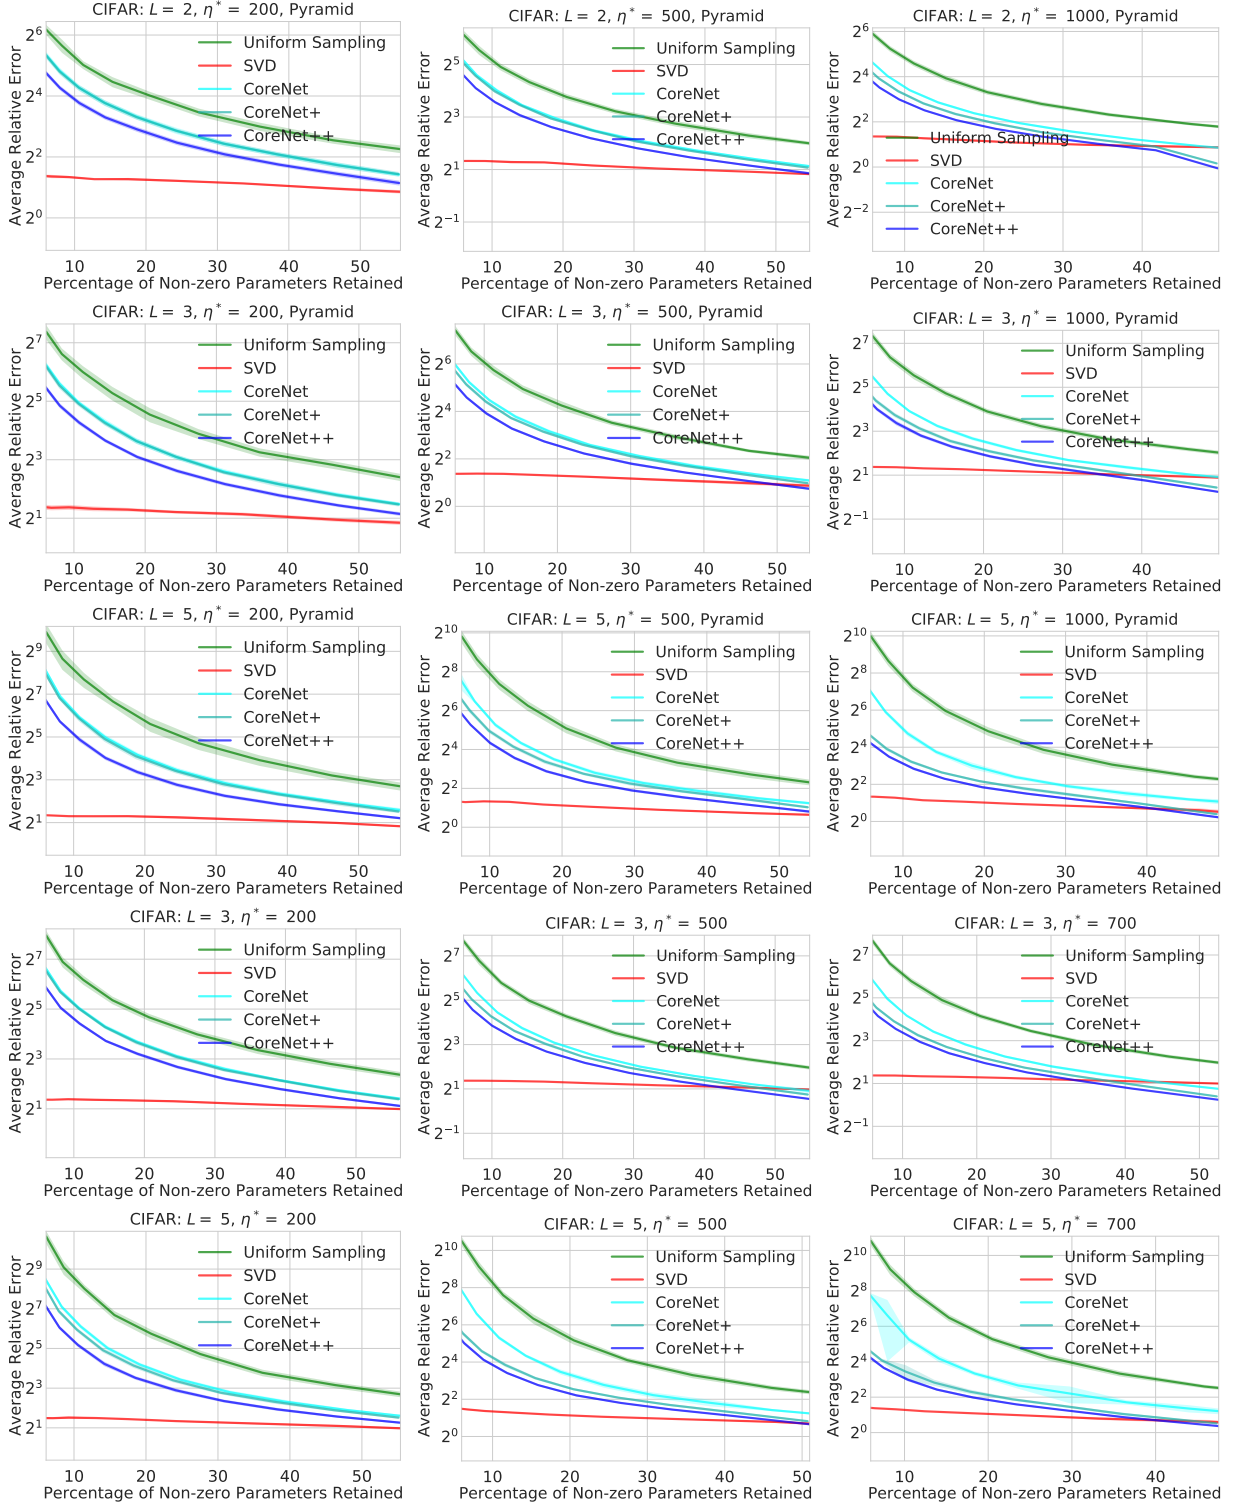 CIFAR: L = 2, η* = 200, Pyramid
Average Relative Error
2^6
2^4
2^2
2^0
Uniform Sampling
SVD
CoreNet
CoreNet+
CoreNet++
10 20 30 40 50
Percentage of Non-zero Parameters Retained
CIFAR: L = 2, η* = 500, Pyramid
Average Relative Error
2^5
2^3
2^1
2^−1
Uniform Sampling
SVD
CoreNet
CoreNet+
CoreNet++
10 20 30 40 50
Percentage of Non-zero Parameters Retained
CIFAR: L = 2, η* = 1000, Pyramid
Average Relative Error
2^6
2^4
2^2
2^0
2^−2
Uniform Sampling
SVD
CoreNet
CoreNet+
CoreNet++
10 20 30 40
Percentage of Non-zero Parameters Retained
CIFAR: L = 3, η* = 200, Pyramid
Average Relative Error
2^7
2^5
2^3
2^1
Uniform Sampling
SVD
CoreNet
CoreNet+
CoreNet++
10 20 30 40 50
Percentage of Non-zero Parameters Retained
CIFAR: L = 3, η* = 500, Pyramid
Average Relative Error
2^6
2^4
2^2
2^0
Uniform Sampling
SVD
CoreNet
CoreNet+
CoreNet++
10 20 30 40 50
Percentage of Non-zero Parameters Retained
CIFAR: L = 3, η* = 1000, Pyramid
Average Relative Error
2^7
2^5
2^3
2^1
2^−1
Uniform Sampling
SVD
CoreNet
CoreNet+
CoreNet++
10 20 30 40
Percentage of Non-zero Parameters Retained
CIFAR: L = 5, η* = 200, Pyramid
Average Relative Error
2^9
2^7
2^5
2^3
2^1
Uniform Sampling
SVD
CoreNet
CoreNet+
CoreNet++
10 20 30 40 50
Percentage of Non-zero Parameters Retained
CIFAR: L = 5, η* = 500, Pyramid
Average Relative Error
2^10
2^8
2^6
2^4
2^2
2^0
Uniform Sampling
SVD
CoreNet
CoreNet+
CoreNet++
10 20 30 40 50
Percentage of Non-zero Parameters Retained
CIFAR: L = 5, η* = 1000, Pyramid
Average Relative Error
2^10
2^8
2^6
2^4
2^2
2^0
Uniform Sampling
SVD
CoreNet
CoreNet+
CoreNet++
10 20 30 40
Percentage of Non-zero Parameters Retained
CIFAR: L = 3, η* = 200
Average Relative Error
2^7
2^5
2^3
2^1
Uniform Sampling
SVD
CoreNet
CoreNet+
CoreNet++
10 20 30 40 50
Percentage of Non-zero Parameters Retained
CIFAR: L = 3, η* = 500
Average Relative Error
2^7
2^5
2^3
2^1
2^−1
Uniform Sampling
SVD
CoreNet
CoreNet+
CoreNet++
10 20 30 40 50
Percentage of Non-zero Parameters Retained
CIFAR: L = 3, η* = 700
Average Relative Error
2^7
2^5
2^3
2^1
2^−1
Uniform Sampling
SVD
CoreNet
CoreNet+
CoreNet++
10 20 30 40 50
Percentage of Non-zero Parameters Retained
CIFAR: L = 5, η* = 200
Average Relative Error
2^9
2^7
2^5
2^3
2^1
Uniform Sampling
SVD
CoreNet
CoreNet+
CoreNet++
10 20 30 40 50
Percentage of Non-zero Parameters Retained
CIFAR: L = 5, η* = 500
Average Relative Error
2^10
2^8
2^6
2^4
2^2
2^0
Uniform Sampling
SVD
CoreNet
CoreNet+
CoreNet++
10 20 30 40 50
Percentage of Non-zero Parameters Retained
CIFAR: L = 5, η* = 700
Average Relative Error
2^10
2^8
2^6
2^4
2^2
2^0
Uniform Sampling
SVD
CoreNet
CoreNet+
CoreNet++
10 20 30 40
Percentage of Non-zero Parameters Retained